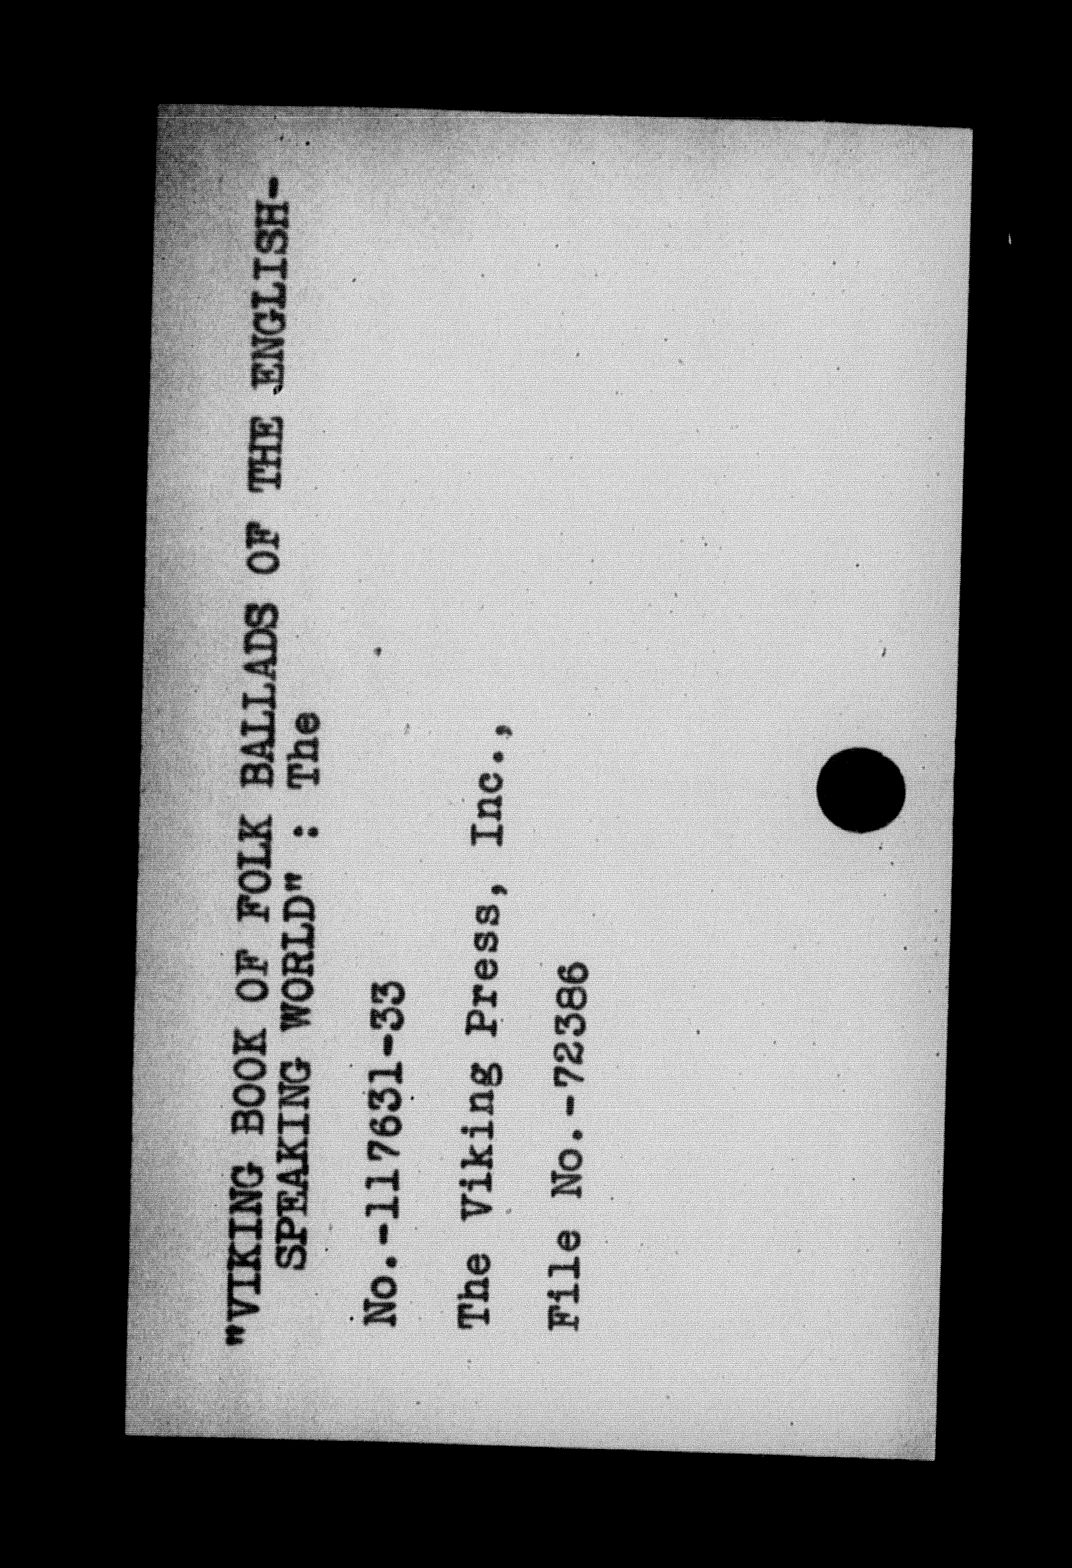 "VIKING BOOK OF FOLK BALLADS OF THE ENGLISH-
SPEAKING WORLD" : The
No.-117631-33
The Viking Press, Inc.,
File No.-72386